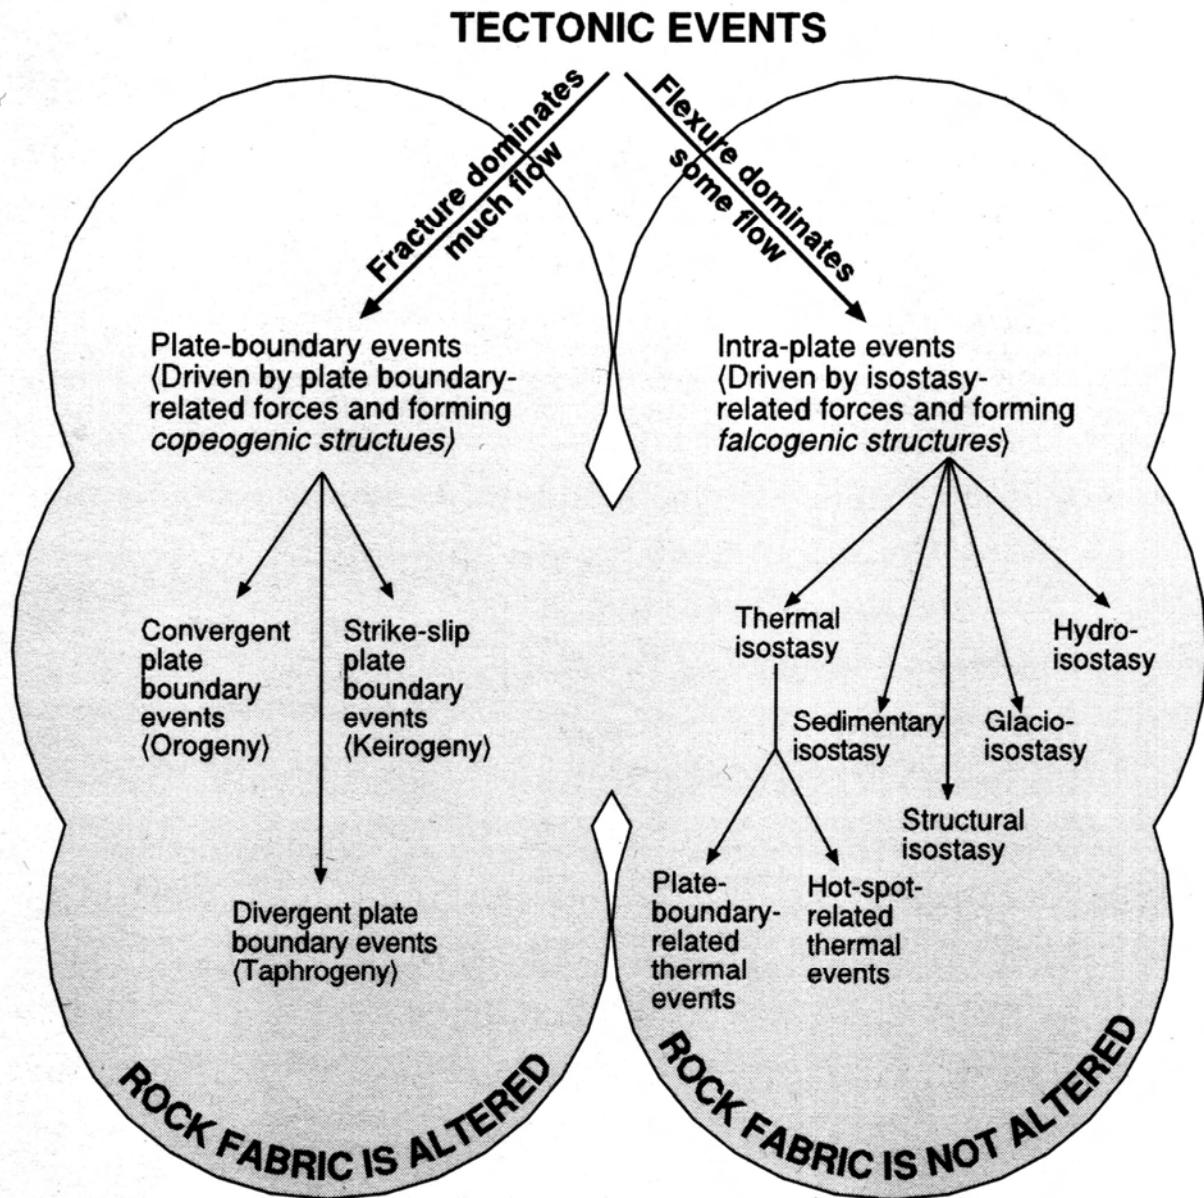 TECTONIC EVENTS
Fracture dominates
much flow
Flexure dominates
some flow
Plate-boundary events
(Driven by plate boundary-
related forces and forming
copeogenic structues)
Intra-plate events
(Driven by isostasy-
related forces and forming
falcogenic structures)
Convergent
plate
boundary
events
(Orogeny)
Strike-slip
plate
boundary
events
(Keirogeny)
Divergent plate
boundary events
(Taphrogeny)
Thermal
isostasy
Hydro-
isostasy
Sedimentary
isostasy
Glacio-
isostasy
Structural
isostasy
Plate-
boundary-
related
thermal
events
Hot-spot-
related
thermal
events
ROCK FABRIC IS ALTERED
ROCK FABRIC IS NOT ALTERED